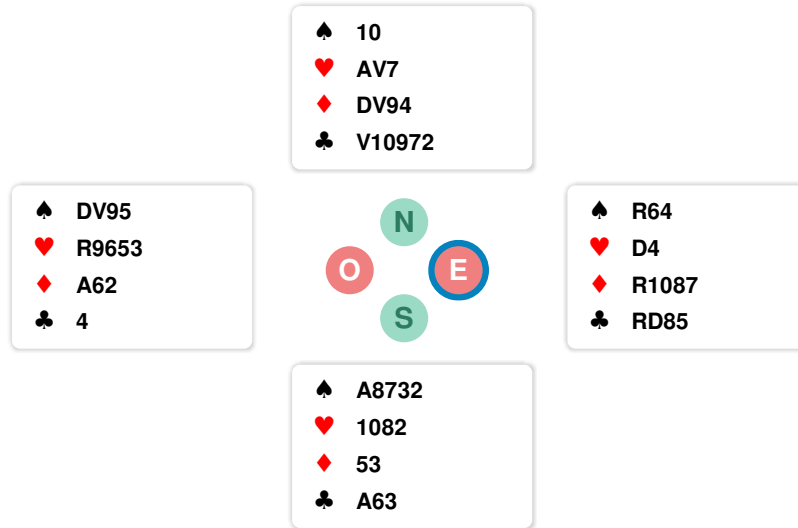 ♠ 10
♥ AV7
♦ DV94
♣ V10972
♠ DV95
♥ R9653
♦ A62
♣ 4
N
O E
S
♠ R64
♥ D4
♦ R1087
♣ RD85
♠ A8732
♥ 1082
♦ 53
♣ A63